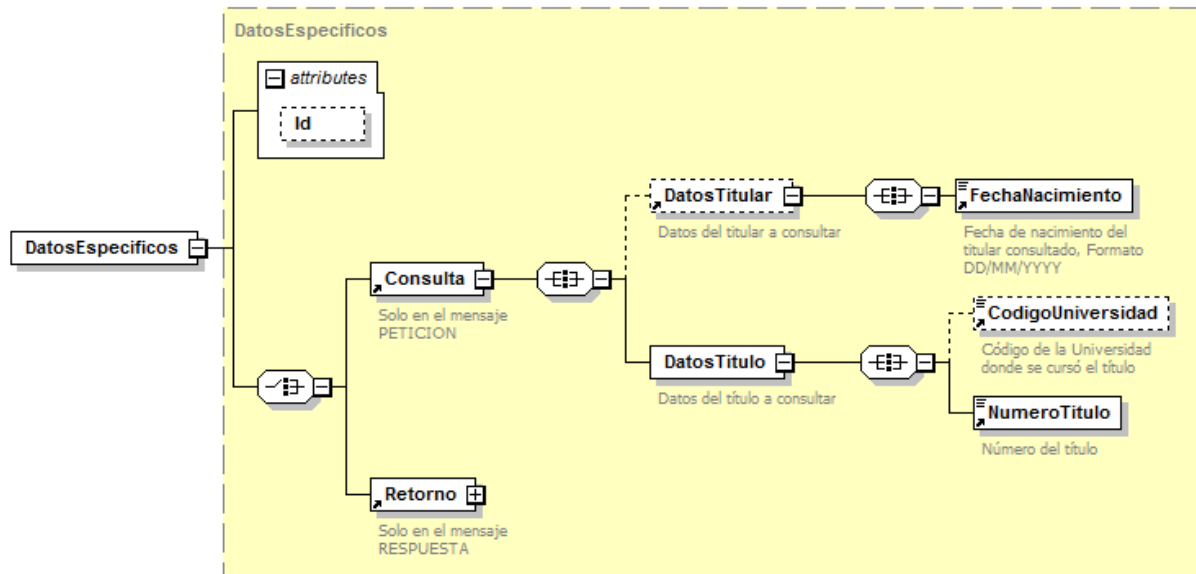 DatosEspecificos
attributes
Id
DatosEspecificos
DatosTitular
Datos del titular a consultar
FechaNacimiento
Fecha de nacimiento del
titular consultado, Formato
DD/MM/YYYY
Consulta
Solo en el mensaje
PETICION
CodigoUniversidad
Código de la Universidad
donde se cursó el título
DatosTitulo
Datos del título a consultar
NumeroTitulo
Número del título
Retorno
Solo en el mensaje
RESPUESTA